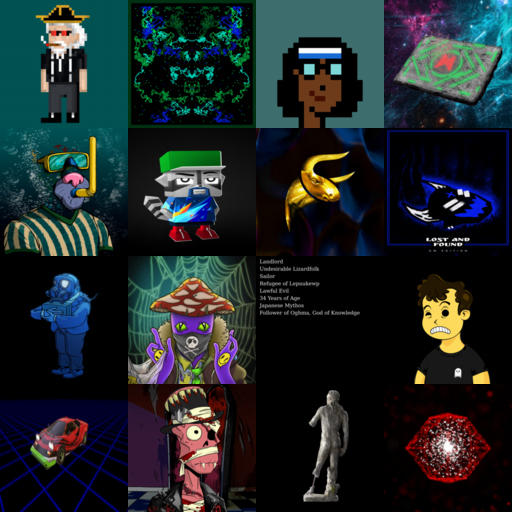 LOST AND
FOUND
Landlord
Undesirable Lizardfolk
Sailor
Refugee of Lepuukewp
Lawful Evil
34 Years of Age
Japanese Mythos
Follower of Oghma, God of Knowledge